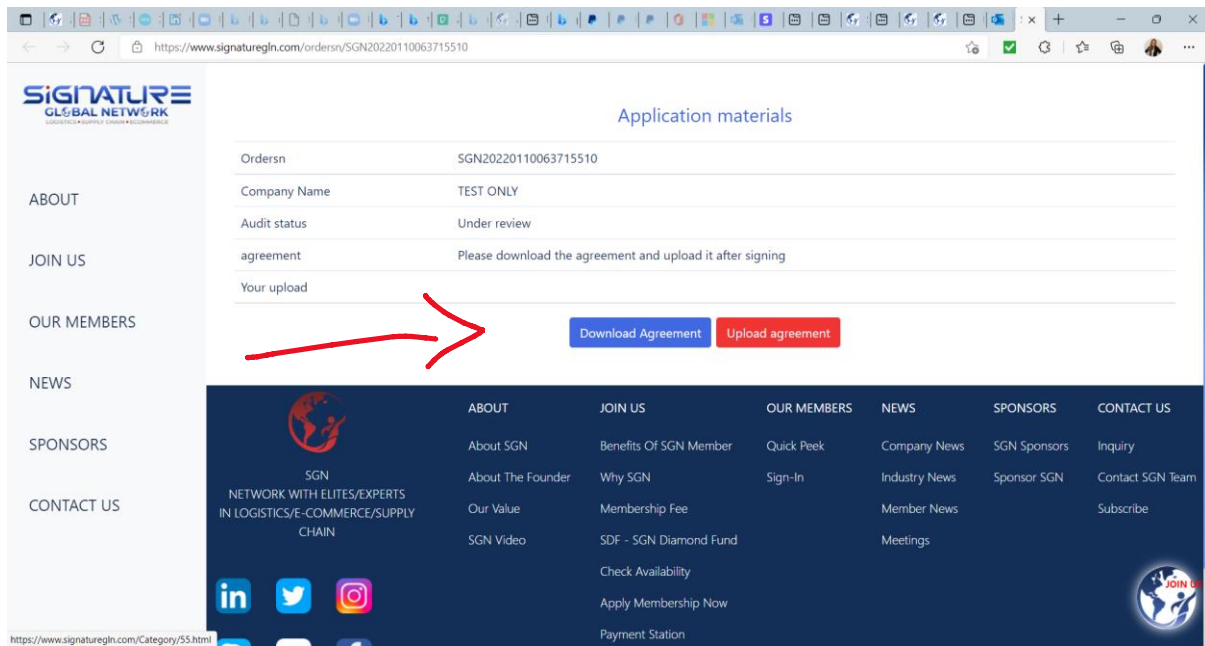 https://www.signaturegln.com/ordersn/SGN20220110063715510
SiGNATURE
GLOBAL NETWORK
LOGISTICS • SUPPLY CHAIN • ECOMMERCE
ABOUT
JOIN US
OUR MEMBERS
NEWS
SPONSORS
CONTACT US
Application materials
Ordersn SGN20220110063715510
Company Name TEST ONLY
Audit status Under review
agreement Please download the agreement and upload it after signing
Your upload
Download Agreement Upload agreement
SGN
NETWORK WITH ELITES/EXPERTS
IN LOGISTICS/E-COMMERCE/SUPPLY
CHAIN
ABOUT
About SGN
About The Founder
Our Value
SGN Video
JOIN US
Benefits Of SGN Member
Why SGN
Membership Fee
SDF - SGN Diamond Fund
Check Availability
Apply Membership Now
Payment Station
OUR MEMBERS
Quick Peek
Sign-In
NEWS
Company News
Industry News
Member News
Meetings
SPONSORS
SGN Sponsors
Sponsor SGN
CONTACT US
Inquiry
Contact SGN Team
Subscribe
JOIN U
https://www.signaturegln.com/Category/55.html